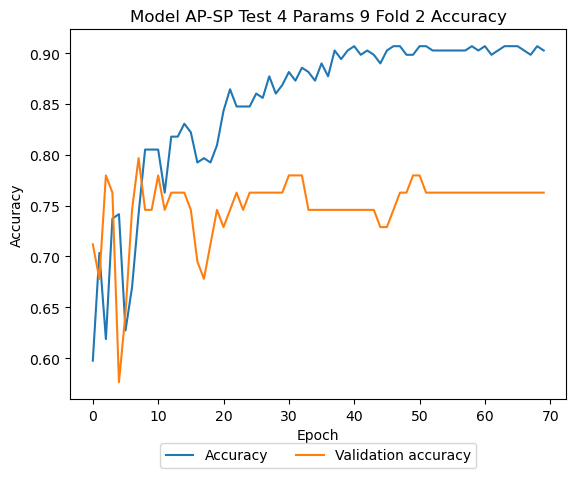 Model AP-SP Test 4 Params 9 Fold 2 Accuracy
0.90
0.85
0.80
0.75
0.70
0.65
0.60
Accuracy
0 10 20 30 40 50 60 70
Epoch
Accuracy Validation accuracy